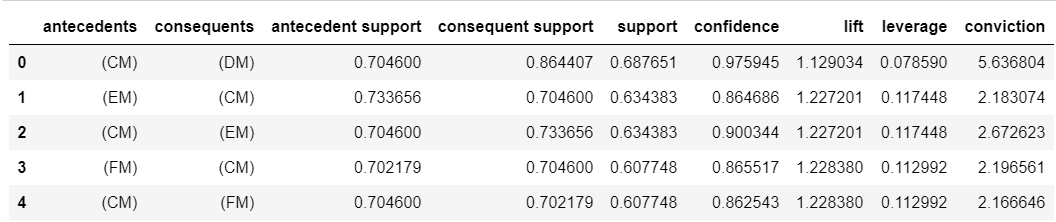 antecedents consequents antecedent support consequent support support confidence lift leverage conviction
0 (CM) (DM) 0.704600 0.864407 0.687651 0.975945 1.129034 0.078590 5.636804
1 (EM) (CM) 0.733656 0.704600 0.634383 0.864686 1.227201 0.117448 2.183074
2 (CM) (EM) 0.704600 0.733656 0.634383 0.900344 1.227201 0.117448 2.672623
3 (FM) (CM) 0.702179 0.704600 0.607748 0.865517 1.228380 0.112992 2.196561
4 (CM) (FM) 0.704600 0.702179 0.607748 0.862543 1.228380 0.112992 2.166646